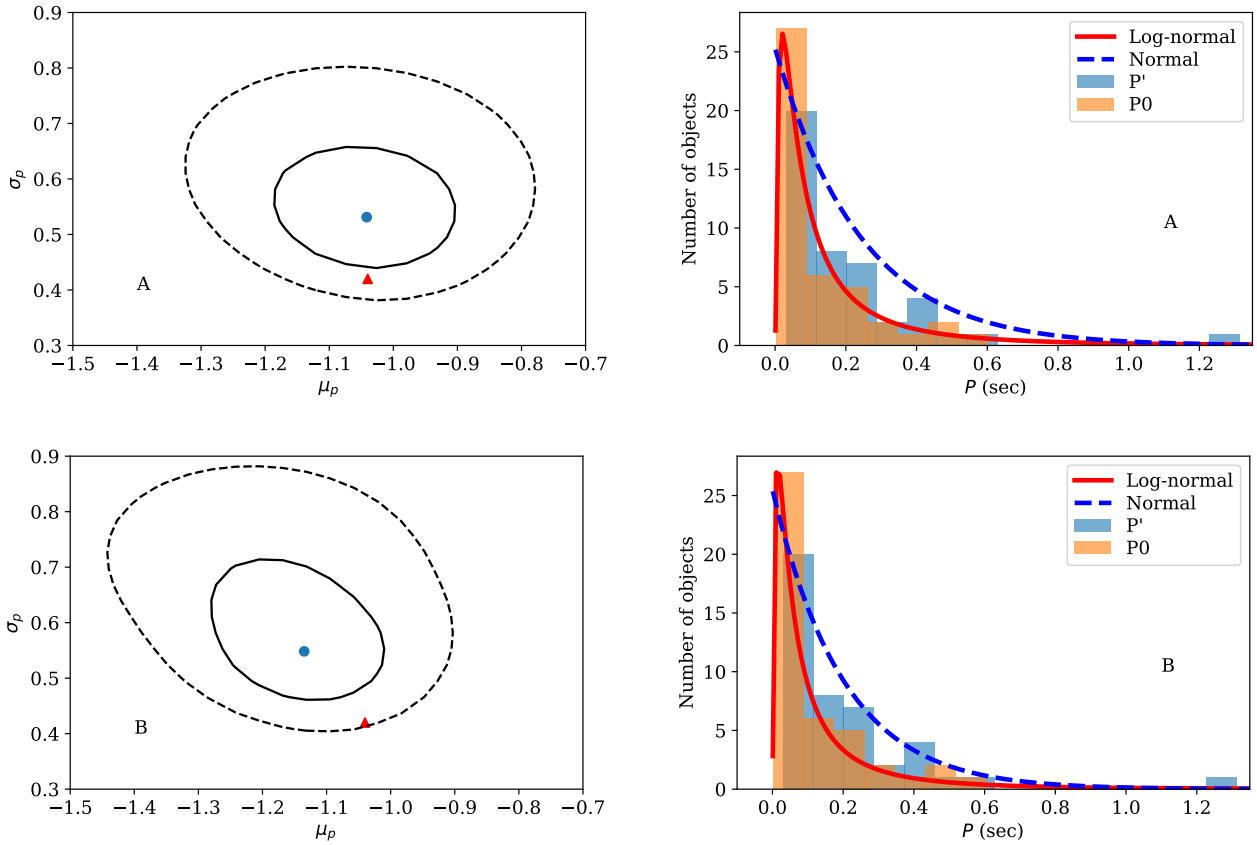 0.9
0.8
0.7
0.6
0.5
0.4
0.3
σp
A
−1.5 −1.4 −1.3 −1.2 −1.1 −1.0 −0.9 −0.8 −0.7
μp
25
20
15
10
5
0
Number of objects
Log-normal
Normal
P'
P0
A
0.0 0.2 0.4 0.6 0.8 1.0 1.2
P (sec)
0.9
0.8
0.7
0.6
0.5
0.4
0.3
σp
B
−1.5 −1.4 −1.3 −1.2 −1.1 −1.0 −0.9 −0.8 −0.7
μp
25
20
15
10
5
0
Number of objects
Log-normal
Normal
P'
P0
B
0.0 0.2 0.4 0.6 0.8 1.0 1.2
P (sec)